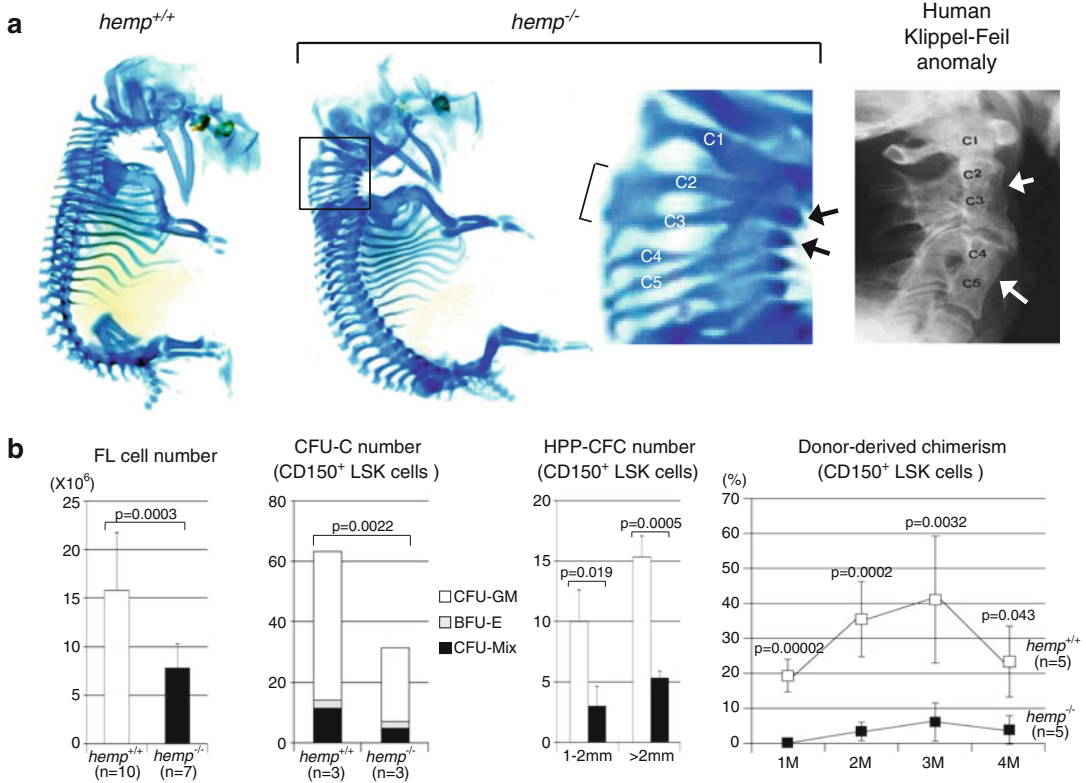 a
hemp+/+
hemp-/-
Human
Klippel-Feil
anomaly
C1
C2
C3
C4
C5
C1
C2
C3
C4
C5
b
FL cell number
(X10⁶)
25
20
15
10
5
0
p=0.0003
hemp+/+
(n=10)
hemp-/-
(n=7)
CFU-C number
(CD150+ LSK cells )
80
60
40
20
0
p=0.0022
hemp+/+
(n=3)
hemp-/-
(n=3)
CFU-GM
BFU-E
CFU-Mix
HPP-CFC number
(CD150+ LSK cells )
20
15
10
5
0
p=0.019
p=0.0005
1-2mm
>2mm
Donor-derived chimerism
(CD150+ LSK cells )
(%)
70
60
50
40
30
20
10
0
p=0.00002
p=0.0002
p=0.0032
p=0.043
hemp+/+
(n=5)
hemp-/-
(n=5)
1M
2M
3M
4M